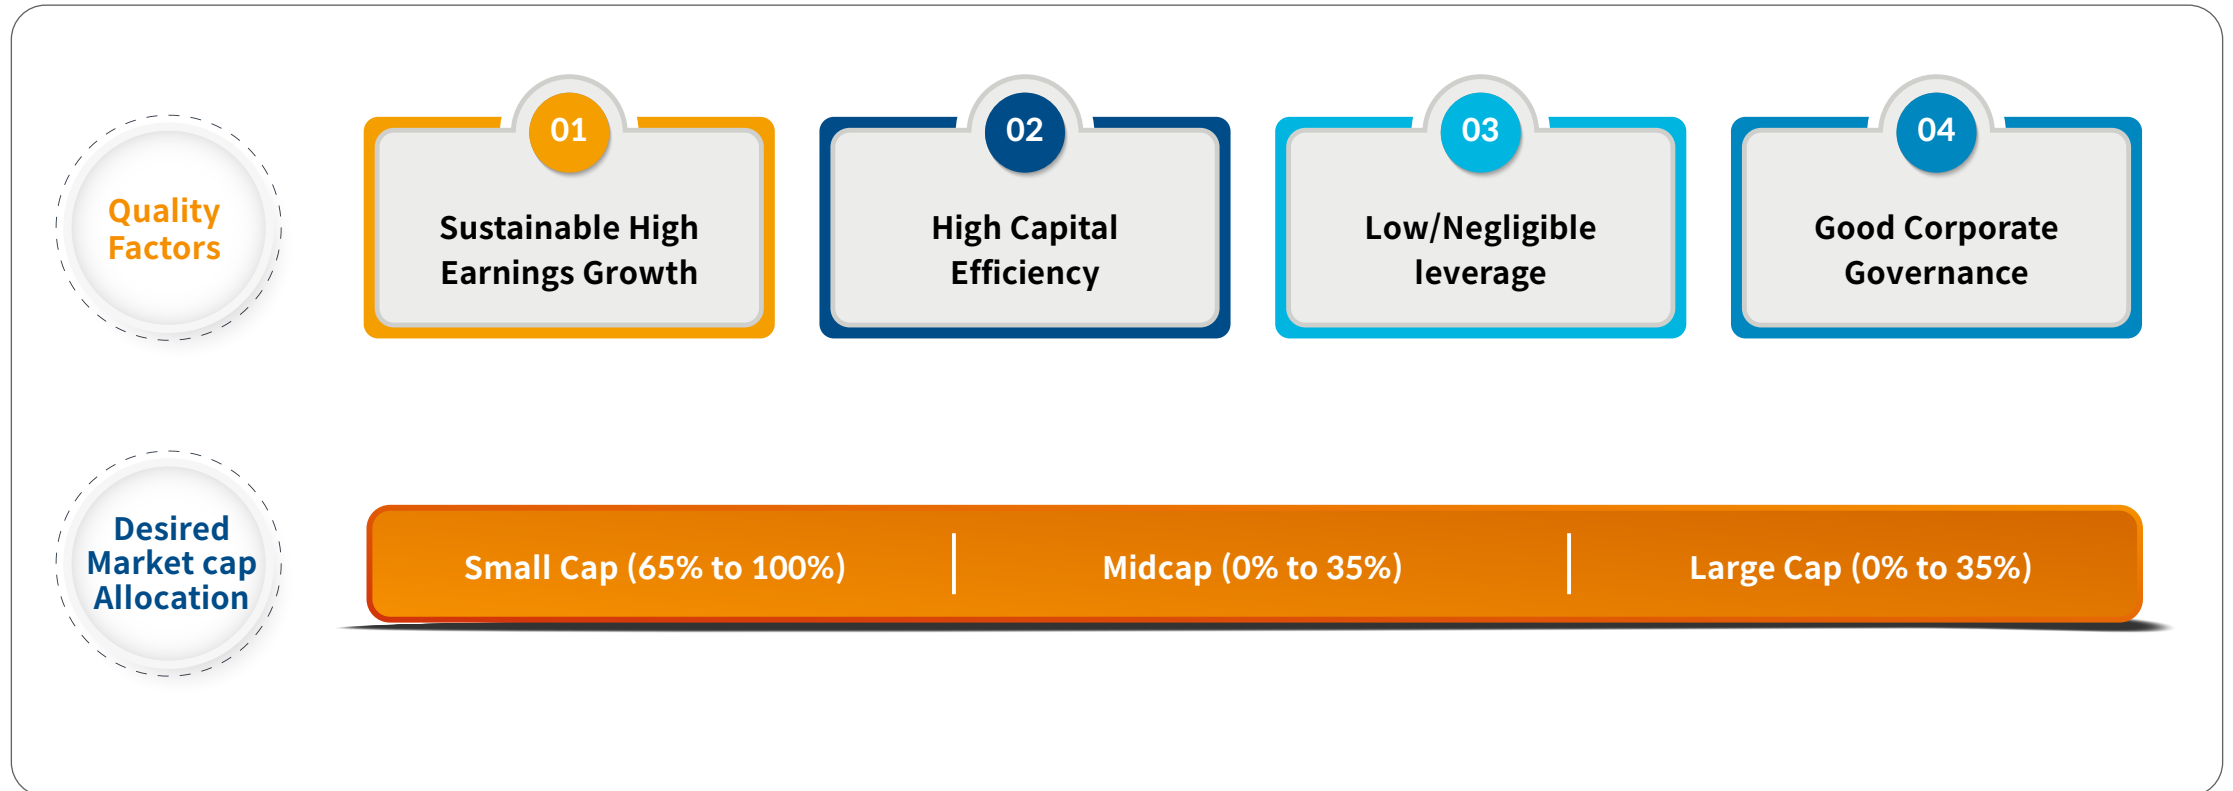 Quality
Factors
01
Sustainable High
Earnings Growth
02
High Capital
Efficiency
03
Low/Negligible
leverage
04
Good Corporate
Governance
Desired
Market cap
Allocation
Small Cap (65% to 100%)
Midcap (0% to 35%)
Large Cap (0% to 35%)